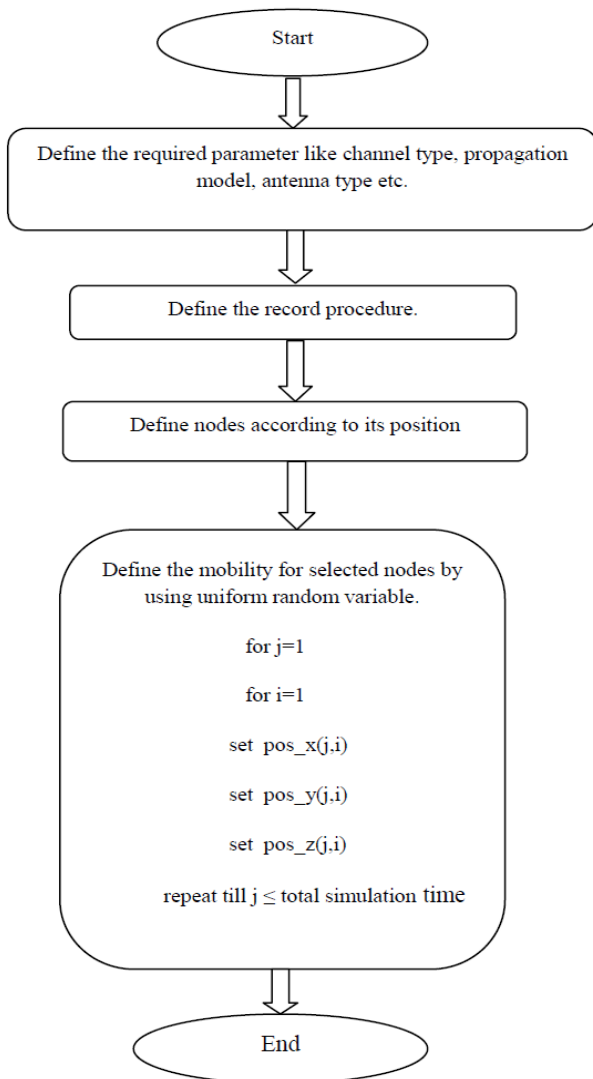 Start
Define the required parameter like channel type, propagation
model, antenna type etc.
Define the record procedure.
Define nodes according to its position
Define the mobility for selected nodes by
using uniform random variable.
for j=1
for i=1
set pos_x(j,i)
set pos_y(j,i)
set pos_z(j,i)
repeat till j ≤ total simulation time
End